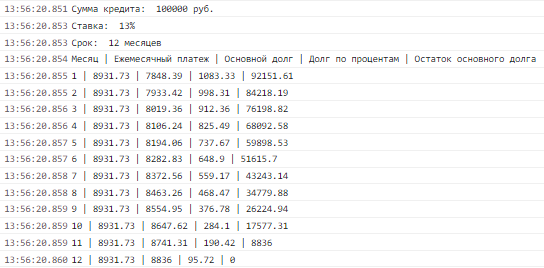 13:56:20.851 Сумма кредита:  100000 руб.
13:56:20.853 Ставка:  13%
13:56:20.853 Срок:  12 месяцев
13:56:20.854 Месяц | Ежемесячный платеж | Основной долг | Долг по процентам | Остаток основного долга
13:56:20.855 1 | 8931.73 | 7848.39 | 1083.33 | 92151.61
13:56:20.855 2 | 8931.73 | 7933.42 | 998.31 | 84218.19
13:56:20.856 3 | 8931.73 | 8019.36 | 912.36 | 76198.82
13:56:20.856 4 | 8931.73 | 8106.24 | 825.49 | 68092.58
13:56:20.857 5 | 8931.73 | 8194.06 | 737.67 | 59898.53
13:56:20.857 6 | 8931.73 | 8282.83 | 648.9 | 51615.7
13:56:20.858 7 | 8931.73 | 8372.56 | 559.17 | 43243.14
13:56:20.858 8 | 8931.73 | 8463.26 | 468.47 | 34779.88
13:56:20.859 9 | 8931.73 | 8554.95 | 376.78 | 26224.94
13:56:20.859 10 | 8931.73 | 8647.62 | 284.1 | 17577.31
13:56:20.859 11 | 8931.73 | 8741.31 | 190.42 | 8836
13:56:20.860 12 | 8931.73 | 8836 | 95.72 | 0